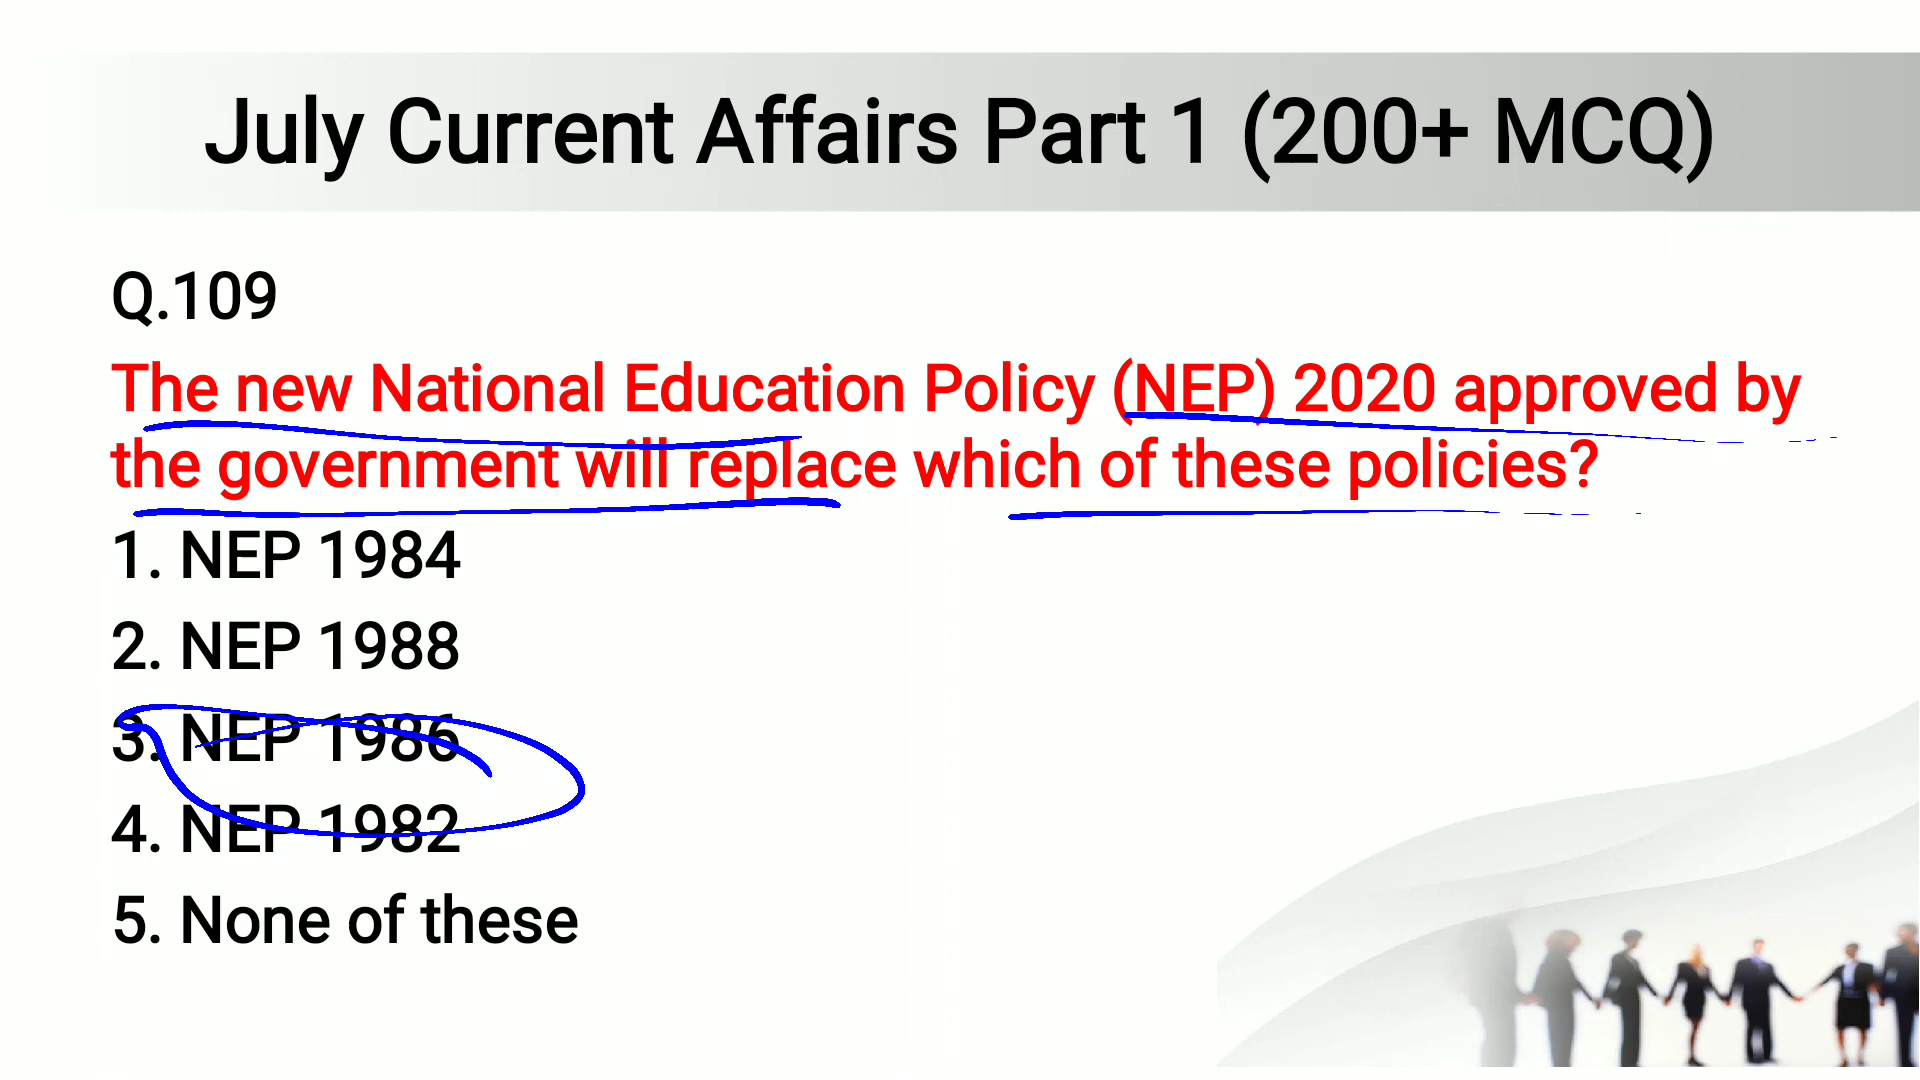 July Current Affairs Part 1 (200+ MCQ)
Q.109
The new National Education Policy (NEP) 2020 approved by
the government will replace which of these policies?
1. NEP 1984
2. NEP 1988
3. NEP 1986
4. NEP 1982
5. None of these